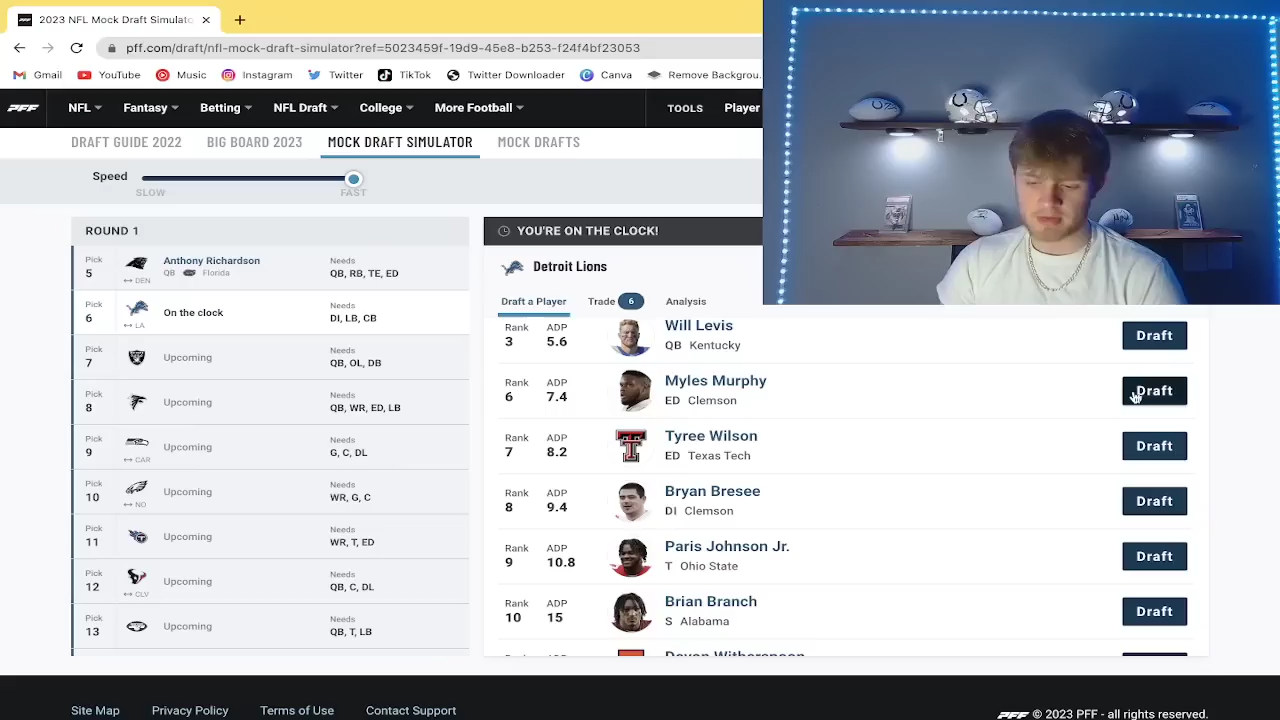 2023 NFL Mock Draft Simulato
pff.com/draft/nfl-mock-draft-simulator?ref=5023459f-19d9-45e8-b253-f24f4bf23053
Gmail YouTube Music Instagram Twitter TikTok Twitter Downloader Canva Remove Backgrou...
PFF NFL Fantasy Betting NFL Draft College More Football TOOLS Player
DRAFT GUIDE 2022 BIG BOARD 2023 MOCK DRAFT SIMULATOR MOCK DRAFTS
Speed
SLOW FAST
ROUND 1
Pick 5 Anthony Richardson Needs
DEN QB Florida QB, RB, TE, ED
Pick 6 On the clock Needs
LA DI, LB, CB
Pick 7 Upcoming Needs
QB, OL, DB
Pick 8 Upcoming Needs
QB, WR, ED, LB
Pick 9 Upcoming Needs
CAR G, C, DL
Pick 10 Upcoming Needs
NO WR, G, C
Pick 11 Upcoming Needs
WR, T, ED
Pick 12 Upcoming Needs
CLV QB, C, DL
Pick 13 Upcoming Needs
QB, T, LB
YOU'RE ON THE CLOCK!
Detroit Lions
Draft a Player Trade 6 Analysis
Rank ADP Will Levis Draft
3 5.6 QB Kentucky
Rank ADP Myles Murphy Draft
6 7.4 ED Clemson
Rank ADP Tyree Wilson Draft
7 8.2 ED Texas Tech
Rank ADP Bryan Bresee Draft
8 9.4 DI Clemson
Rank ADP Paris Johnson Jr. Draft
9 10.8 T Ohio State
Rank ADP Brian Branch Draft
10 15 S Alabama
Devon Witherspoon
Site Map Privacy Policy Terms of Use Contact Support
PFF © 2023 PFF - all rights reserved.